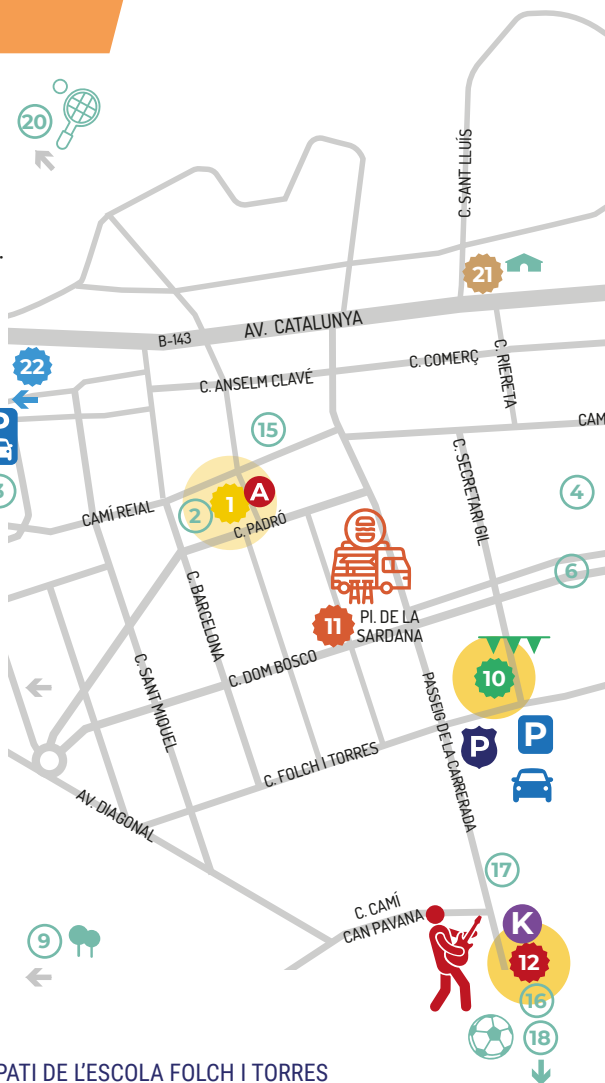 20
C. SANT LLUÍS
21
AV. CATALUNYA
B-143
22
C. COMERÇ
C. RIERETA
C. ANSELM CLAVÉ
15
CAM
P
3
C. SECRETARI GIL
4
1
A
2
CAMÍ REIAL
C. PADRÓ
6
C. BARCELONA
11
PL. DE LA
SARDANA
C. DOM BOSCO
10
C. SANT MIQUEL
PASSEIG DE LA CARRERADA
P
P
C. FOLCH I TORRES
AV. DIAGONAL
17
C. CAMÍ
CAN PAVANA
K
9
12
16
18
PATI DE L'ESCOLA FOLCH I TORRES